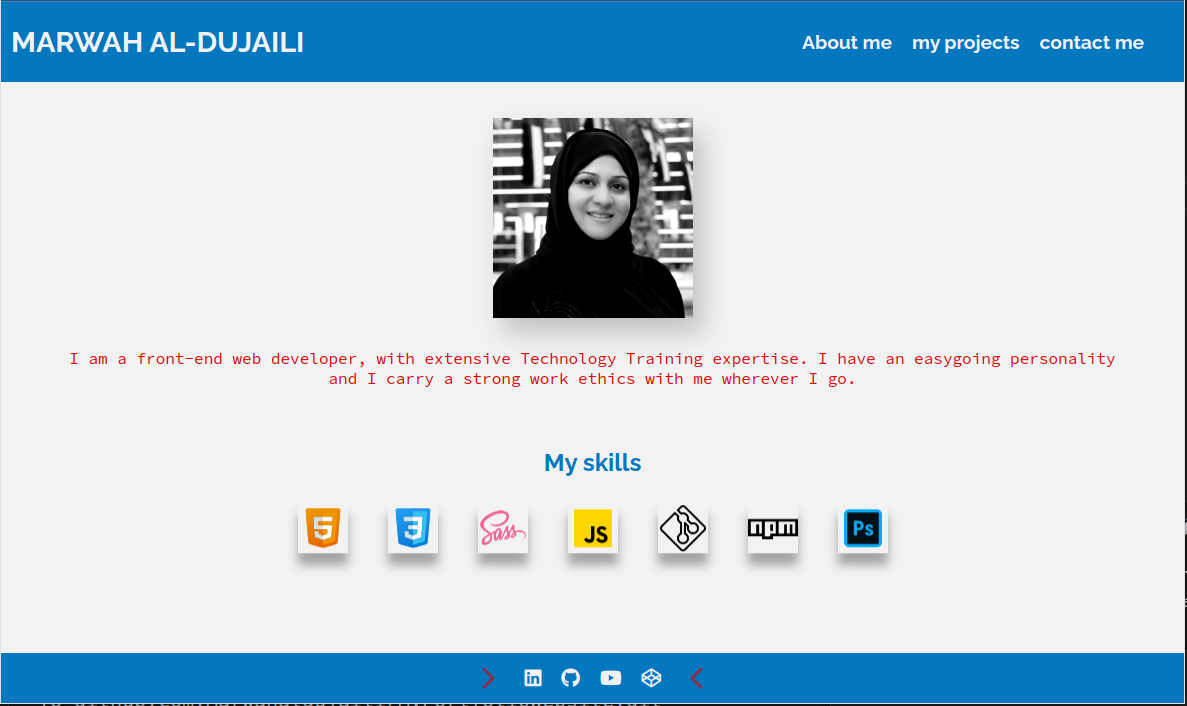 MARWAH AL-DUJAILI
About me my projects contact me
I am a front-end web developer, with extensive Technology Training expertise. I have an easygoing personality
and I carry a strong work ethics with me wherever I go.
My skills
5 3 Sass JS npm Ps
in